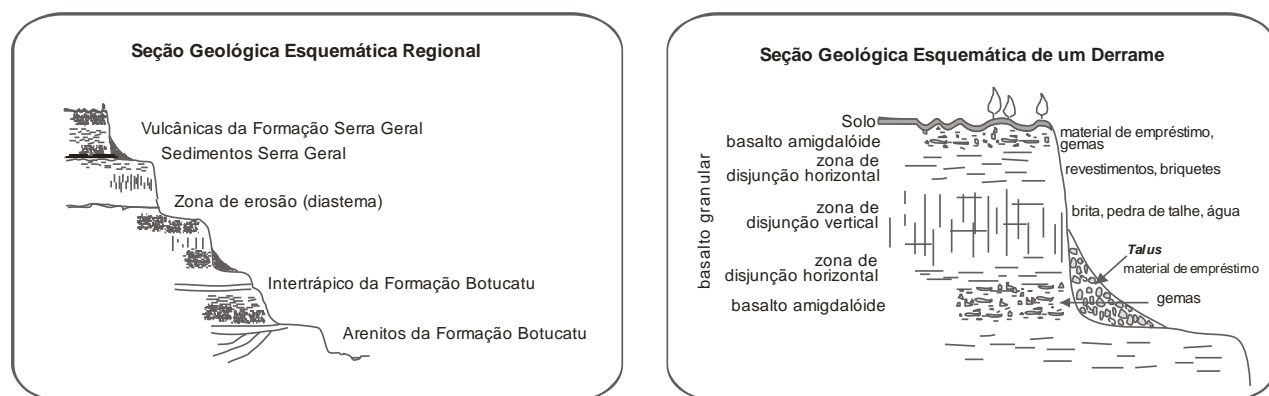 Seção Geológica Esquemática Regional
Vulcânicas da Formação Serra Geral
Sedimentos Serra Geral
Zona de erosão (diastema)
Intertrápico da Formação Botucatu
Arenitos da Formação Botucatu
Seção Geológica Esquemática de um Derrame
basalto granular
Solo
basalto amigdalóide
zona de
disjunção horizontal
zona de
disjunção vertical
zona de
disjunção horizontal
basalto amigdalóide
material de empréstimo,
gemas
revestimentos, briquetes
brita, pedra de talhe, água
Talus
material de empréstimo
gemas